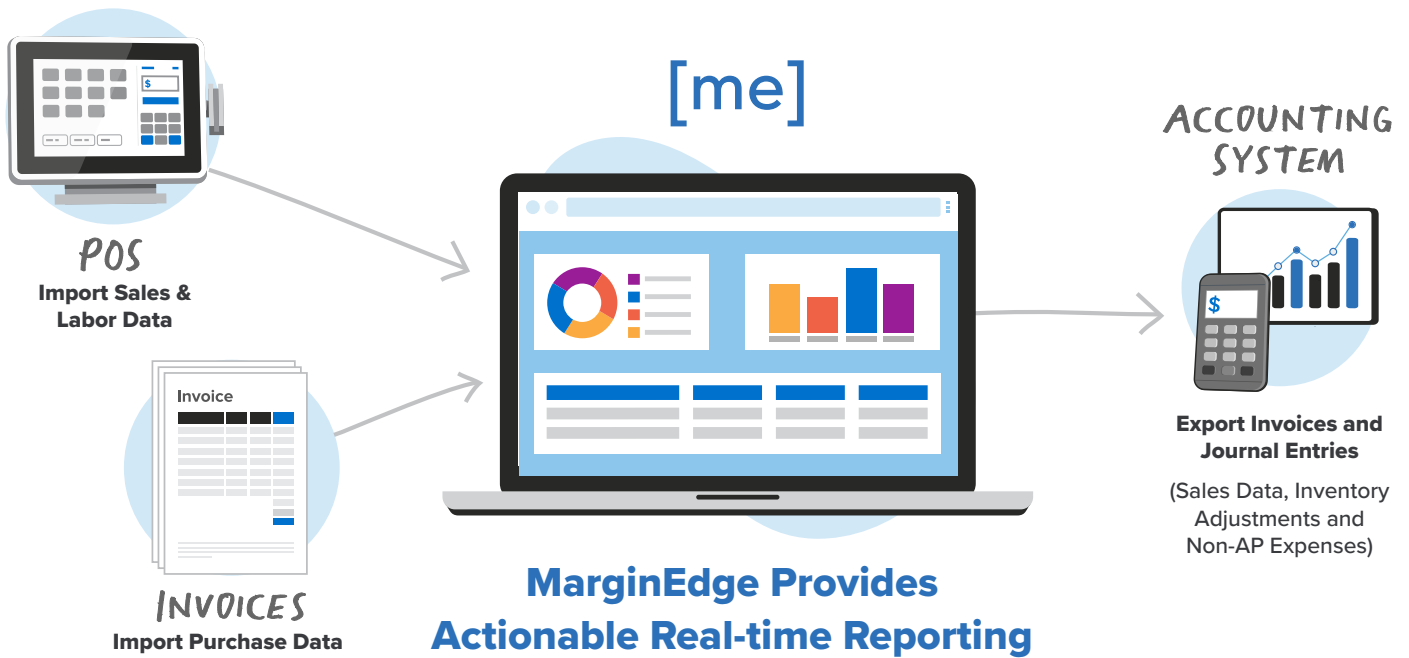 $
POS
Import Sales &
Labor Data
Invoice
INVOICES
Import Purchase Data
[me]
MarginEdge Provides
Actionable Real-time Reporting
ACCOUNTING
SYSTEM
$
Export Invoices and
Journal Entries
(Sales Data, Inventory
Adjustments and
Non-AP Expenses)